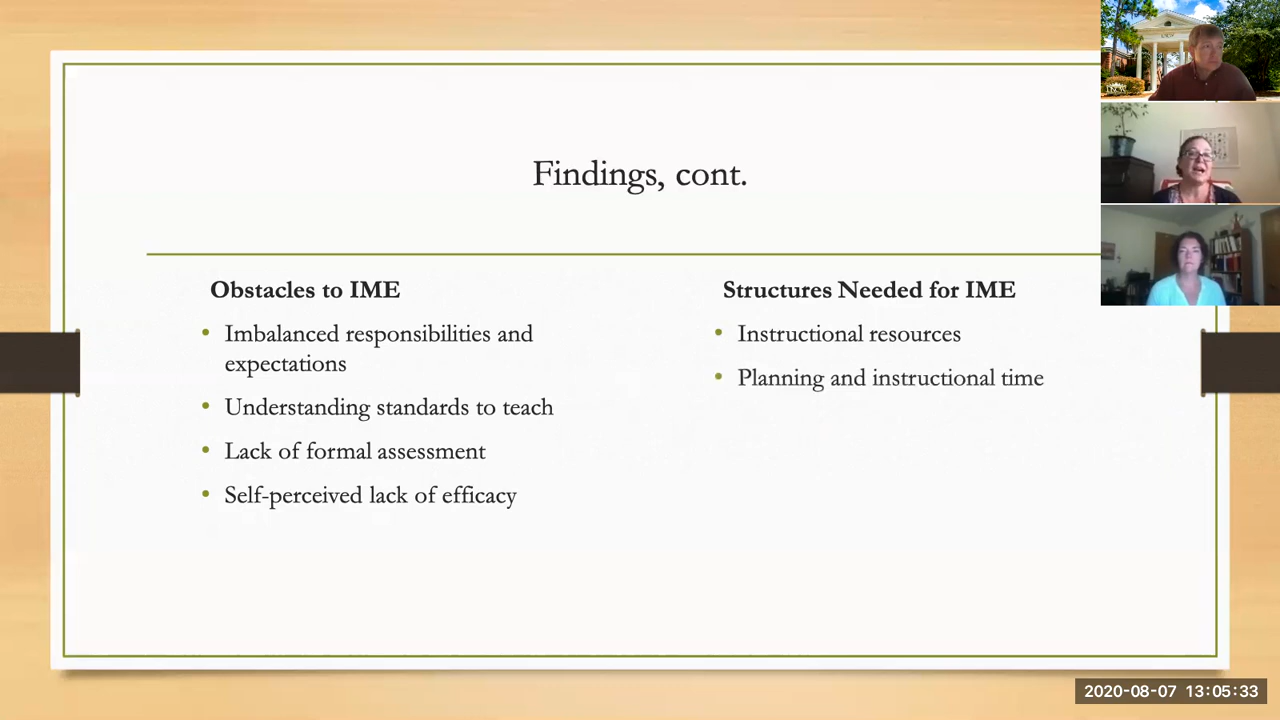 Findings, cont.
Obstacles to IME
Imbalanced responsibilities and
expectations
Understanding standards to teach
Lack of formal assessment
Self-perceived lack of efficacy
Structures Needed for IME
Instructional resources
Planning and instructional time
2020-08-07 13:05:33